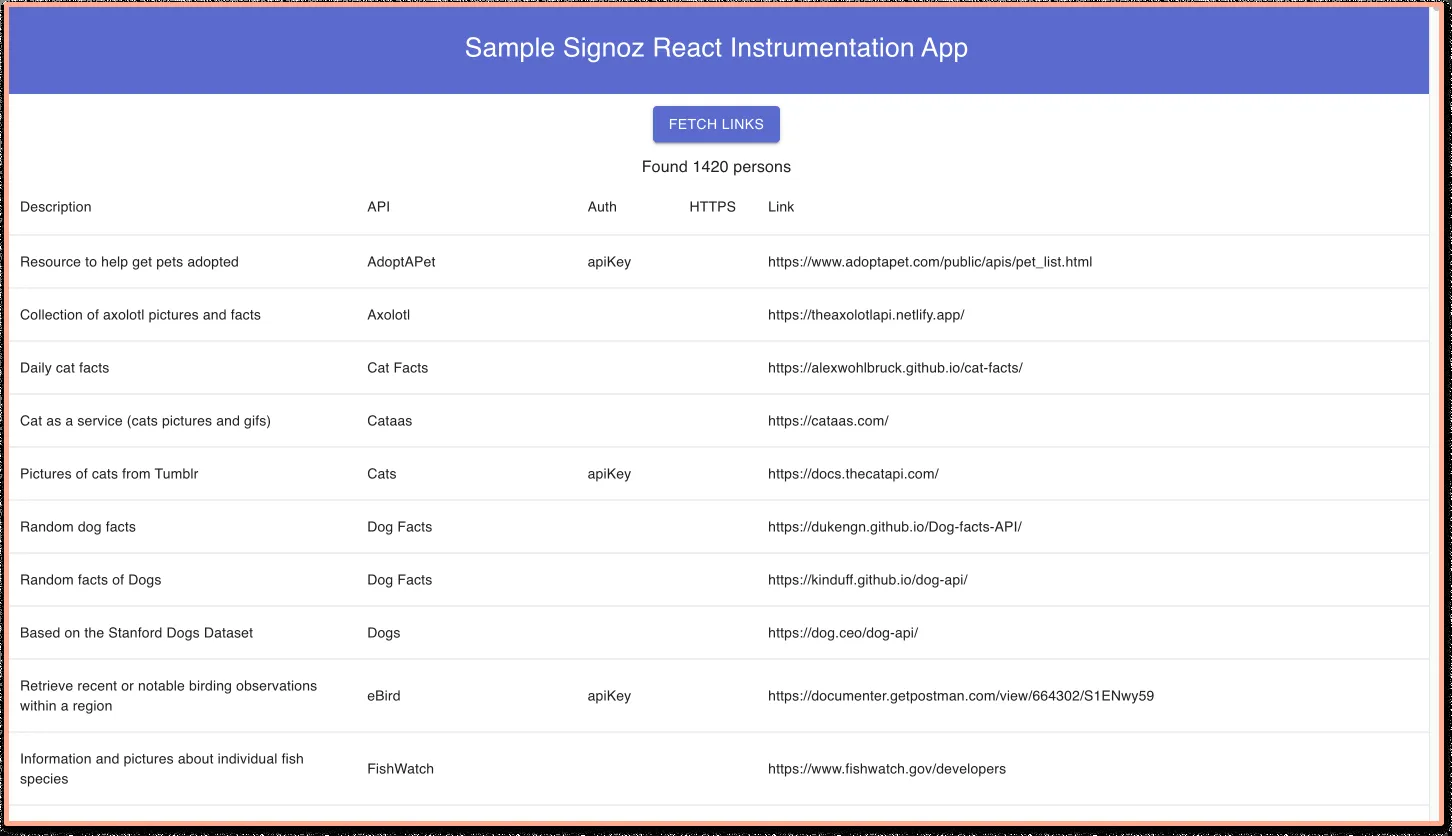 Sample Signoz React Instrumentation App
FETCH LINKS
Found 1420 persons
Description API Auth HTTPS Link
Resource to help get pets adopted AdoptAPet apiKey https://www.adoptapet.com/public/apis/pet_list.html
Collection of axolotl pictures and facts Axolotl https://theaxolotlapi.netlify.app/
Daily cat facts Cat Facts https://alexwohlbruck.github.io/cat-facts/
Cat as a service (cats pictures and gifs) Cataas https://cataas.com/
Pictures of cats from Tumblr Cats apiKey https://docs.thecatapi.com/
Random dog facts Dog Facts https://dukengn.github.io/Dog-facts-API/
Random facts of Dogs Dog Facts https://kinduff.github.io/dog-api/
Based on the Stanford Dogs Dataset Dogs https://dog.ceo/dog-api/
Retrieve recent or notable birding observations
within a region
eBird apiKey https://documenter.getpostman.com/view/664302/S1ENwy59
Information and pictures about individual fish
species
FishWatch https://www.fishwatch.gov/developers